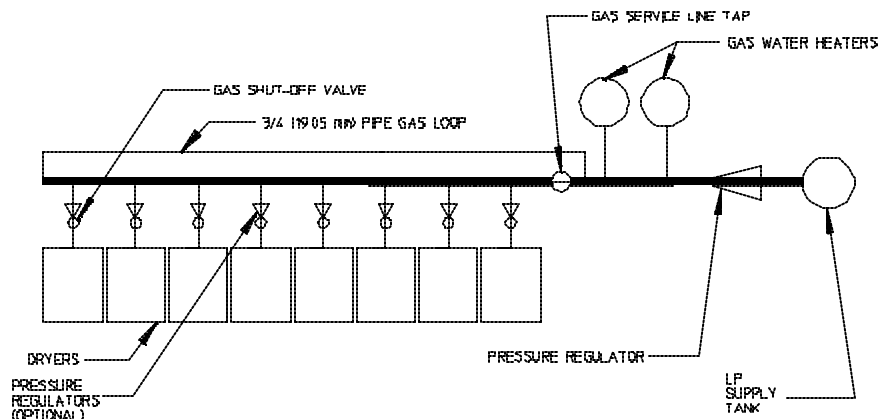 GAS SERVICE LINE TAP
GAS WATER HEATERS
GAS SHUT-OFF VALVE
3/4 (19.05 mm) PIPE GAS LOOP
DRYERS
PRESSURE REGULATOR
PRESSURE
REGULATORS
(OPTIONAL)
LP
SUPPLY
TANK